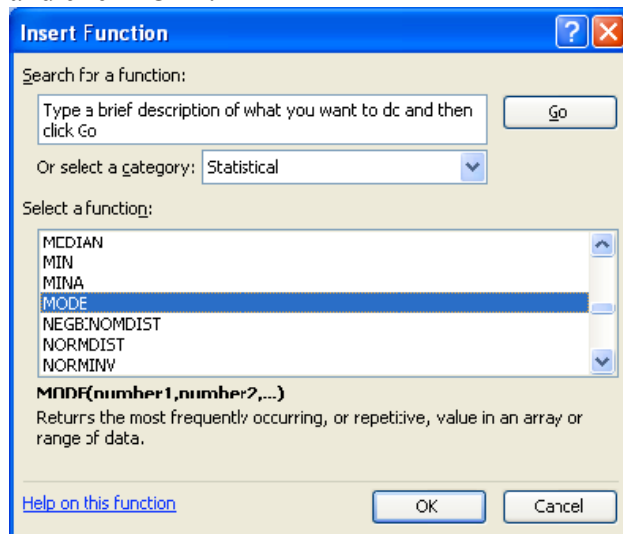 Insert Function
Search for a function:
Type a brief description of what you want to do and then
click Go
Go
Or select a category: Statistical
Select a function:
MEDIAN
MIN
MINA
MODE
NEGBINOMDIST
NORMDIST
NORMINV
MODE(number1,number2,...)
Returns the most frequently occurring, or repetitive, value in an array or
range of data.
Help on this function
OK
Cancel